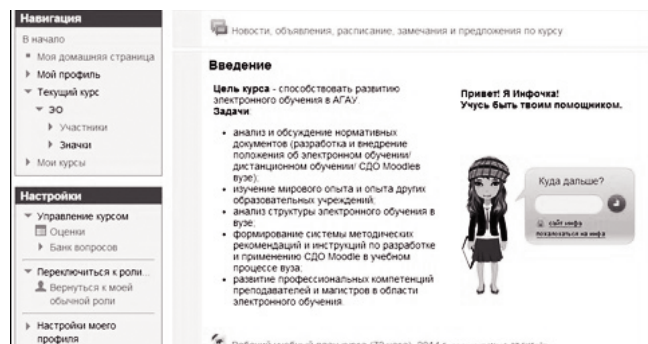 Навигация
В начало
Моя домашняя страница
Мой профиль
Текущий курс
ЭО
Участники
Значки
Мои курсы
Настройки
Управление курсом
Оценки
Банк вопросов
Переключиться к роли...
Вернуться к моей
обычной роли
Настройки моего
профиля
Новости, объявления, расписание, замечания и предложения по курсу
Введение
Цель курса - способствовать развитию
электронного обучения в АГАУ.
Задачи:
анализ и обсуждение нормативных
документов (разработка и внедрение
положения об электронном обучении/
дистанционном обучении/ СДО Moodleв
вузе);
изучение мирового опыта и опыта других
образовательных учреждений;
анализ структуры электронного обучения в
вузе;
формирование системы методических
рекомендаций и инструкций по разработке
и применению СДО Moodle в учебном
процессе вуза;
развитие профессиональных компетенций
преподавателей и магистров в области
электронного обучения.
Привет! Я Инфочка!
Учусь быть твоим помощником.
Куда дальше?
сайт инфа
пожаловаться на инфа